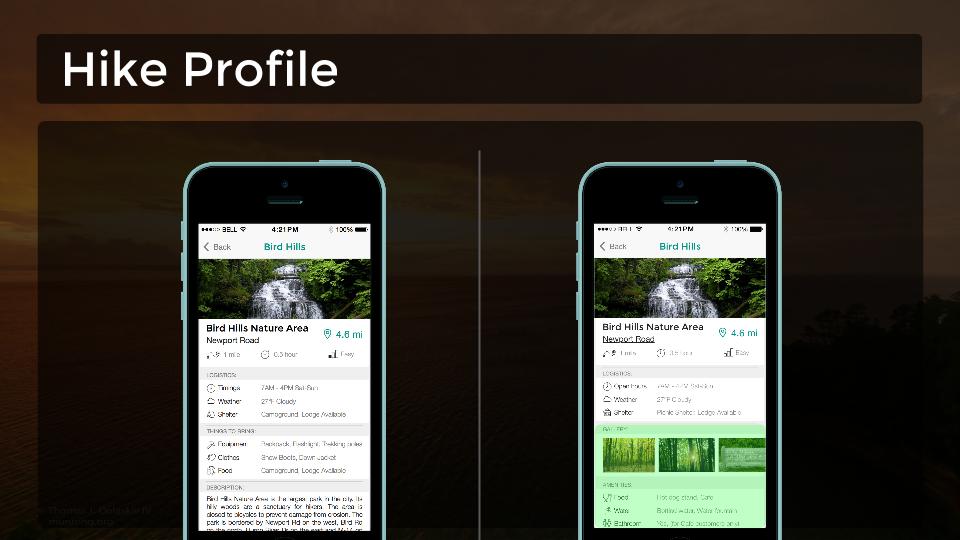 Hike Profile
BELL 4:21 PM 100%
Back Bird Hills
Bird Hills Nature Area
Newport Road
4.6 mi
1 mile 0.5 hour Easy
LOGISTICS:
Timings 7AM - 4PM Sat-Sun
Weather 27°F Cloudy
Shelter Campground, Lodge Available
THINGS TO BRING:
Equipmen Backpack, Flashlight, Trekking poles
Clothes Snow Boots, Down Jacket
Food Campground, Lodge Available
DESCRIPTION:
Bird Hills Nature Area is the largest park in the city. Its
hilly woods are a sanctuary for hikers. The area is
closed to bicycles to prevent damage from erosion. The
park is bordered by Newport Rd on the west, Bird Rd
BELL 4:21 PM 100%
Back Bird Hills
Bird Hills Nature Area
Newport Road
4.6 mi
1 mile 0.5 hour Easy
LOGISTICS:
Open hours 7AM - 4PM Sat-Sun
Weather 27°F Cloudy
Shelter Picnic Shelter, Lodge Available
GALLERY:
AMENITIES:
Food Hot dog stand, Cafe
Water Bottled water, Water fountain
Bathroom Yes, (for Cafe customers only)